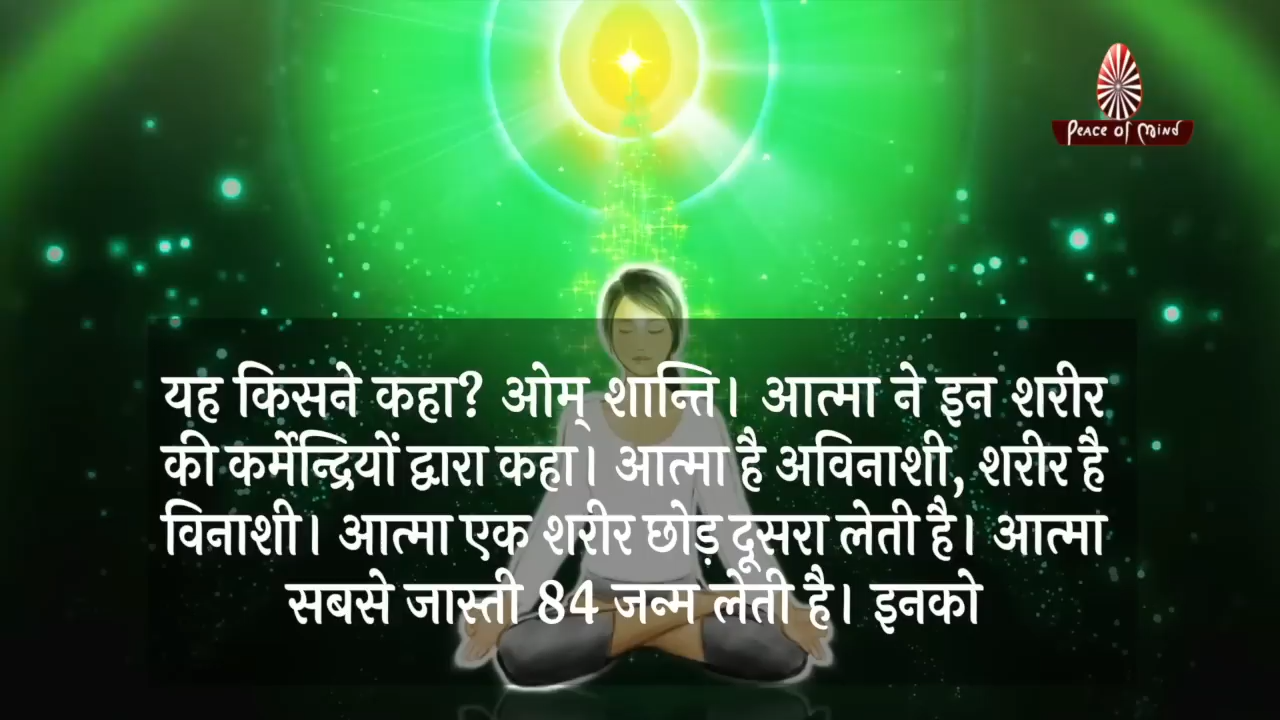 Peace of Mind
यह किसने कहा? ओम् शान्ति। आत्मा ने इन शरीर
की कर्मेन्द्रियों द्वारा कहा। आत्मा है अविनाशी, शरीर है
विनाशी। आत्मा एक शरीर छोड़ दूसरा लेती है। आत्मा
सबसे जास्ती 84 जन्म लेती है। इनको